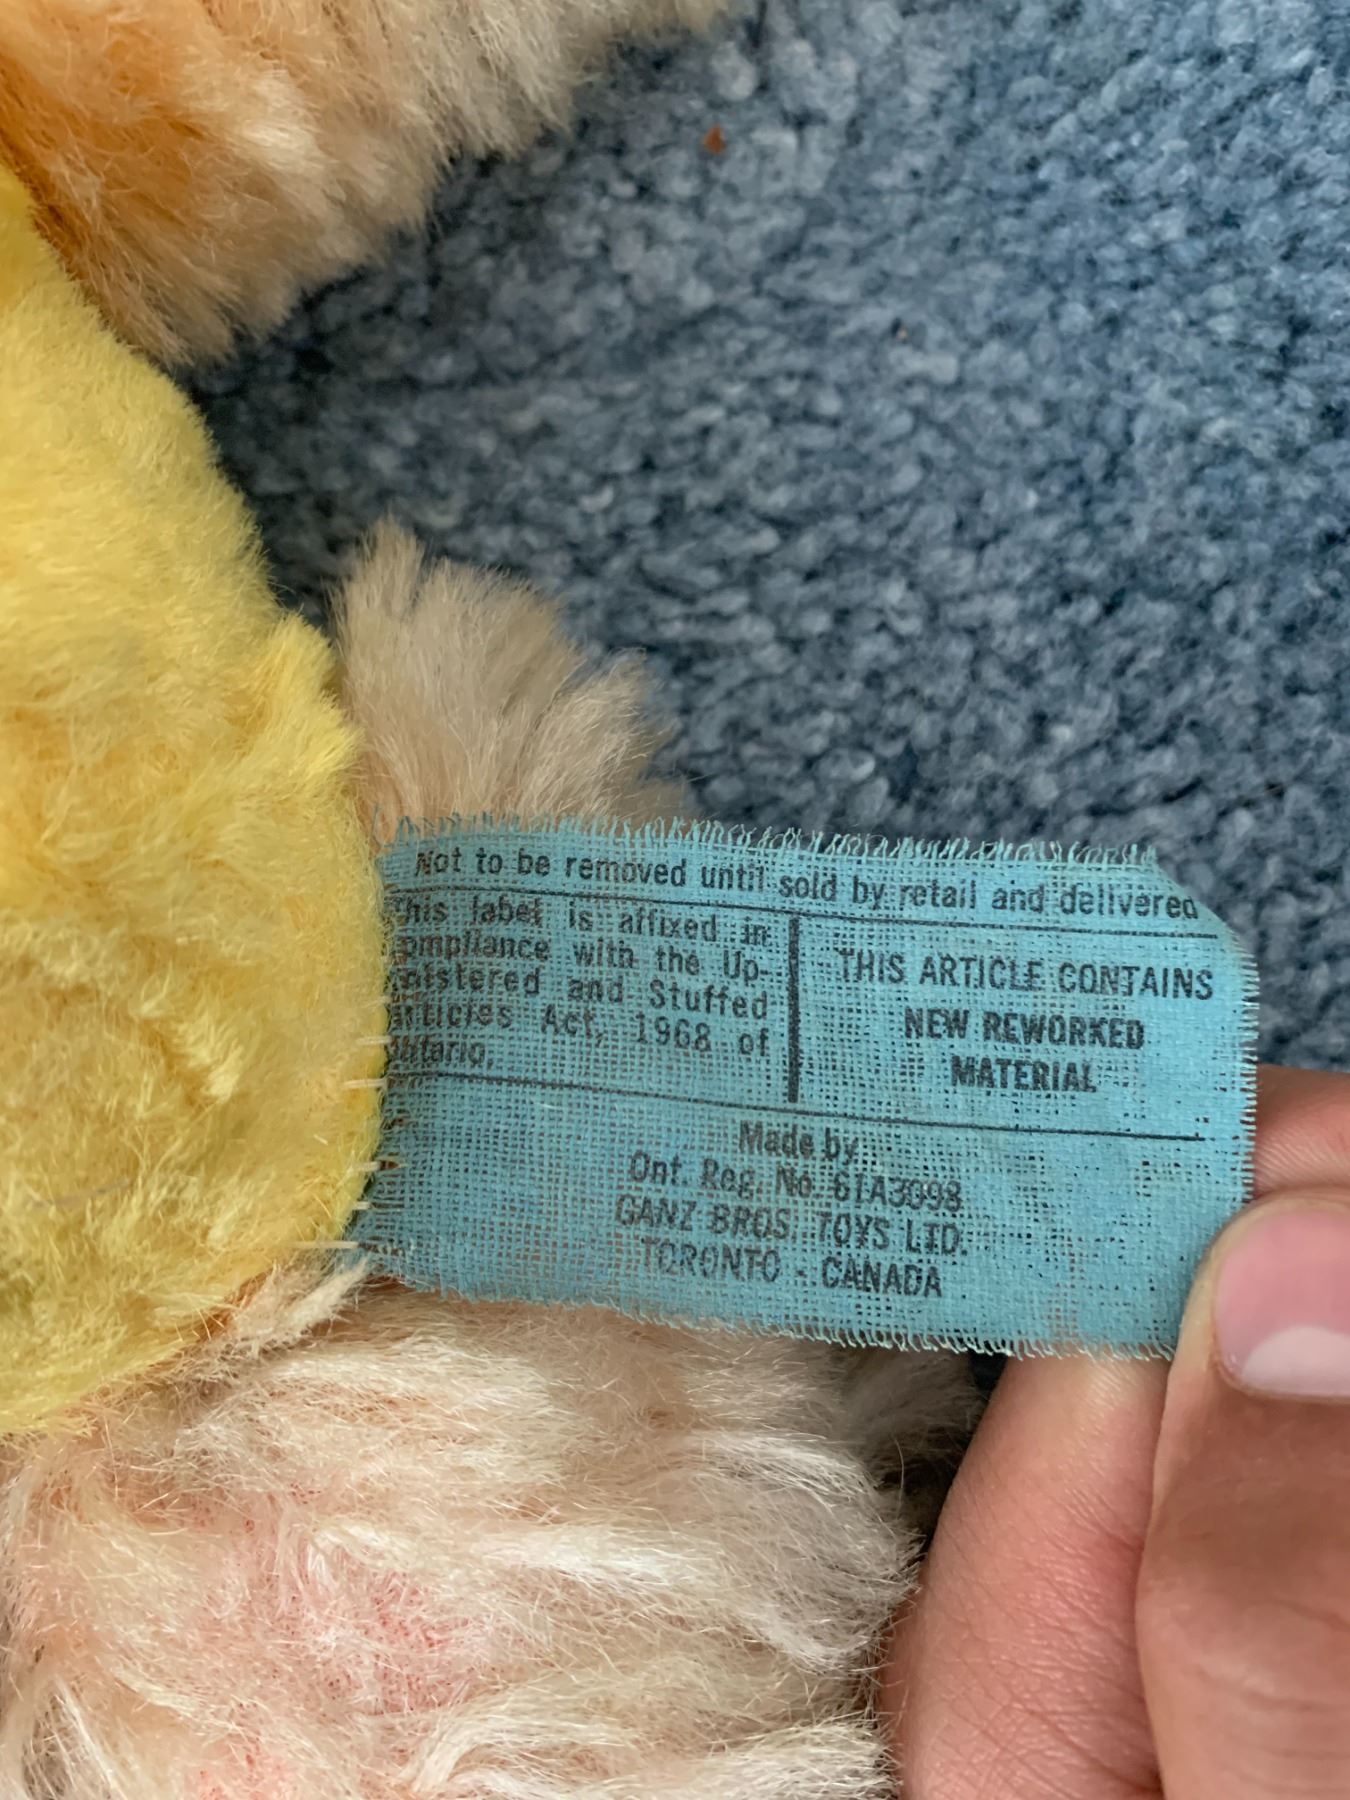 Not to be removed until sold by retail and delivered
This label is affixed in
ompliance with the Up-
olstered and Stuffed
Articles Act, 1968 of
Ontario.
THIS ARTICLE CONTAINS
NEW REWORKED
MATERIAL
Made by
Ont. Reg. No. 61A3098
GANZ BROS. TOYS LTD.
TORONTO - CANADA